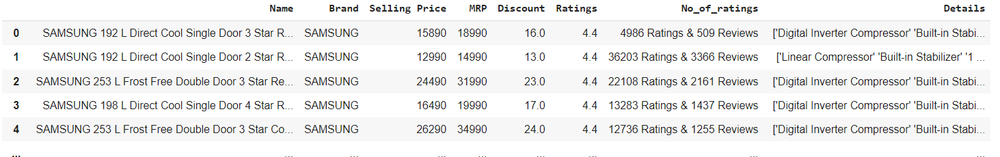 Name Brand Selling Price MRP Discount Ratings No_of_ratings Details
0 SAMSUNG 192 L Direct Cool Single Door 3 Star R... SAMSUNG 15890 18990 16.0 4.4 4986 Ratings & 509 Reviews ['Digital Inverter Compressor' 'Built-in Stabi...
1 SAMSUNG 192 L Direct Cool Single Door 2 Star R... SAMSUNG 12990 14990 13.0 4.4 36203 Ratings & 3366 Reviews ['Linear Compressor' 'Built-in Stabilizer' '1 ...
2 SAMSUNG 253 L Frost Free Double Door 3 Star Re... SAMSUNG 24490 31990 23.0 4.4 22108 Ratings & 2161 Reviews ['Digital Inverter Compressor' 'Built-in Stabi...
3 SAMSUNG 198 L Direct Cool Single Door 4 Star R... SAMSUNG 16490 19990 17.0 4.4 13283 Ratings & 1437 Reviews ['Digital Inverter Compressor' 'Built-in Stabi...
4 SAMSUNG 253 L Frost Free Double Door 3 Star Co... SAMSUNG 26290 34990 24.0 4.4 12736 Ratings & 1255 Reviews ['Digital Inverter Compressor' 'Built-in Stabi...
... ... ... ... ... ... ... ... ...